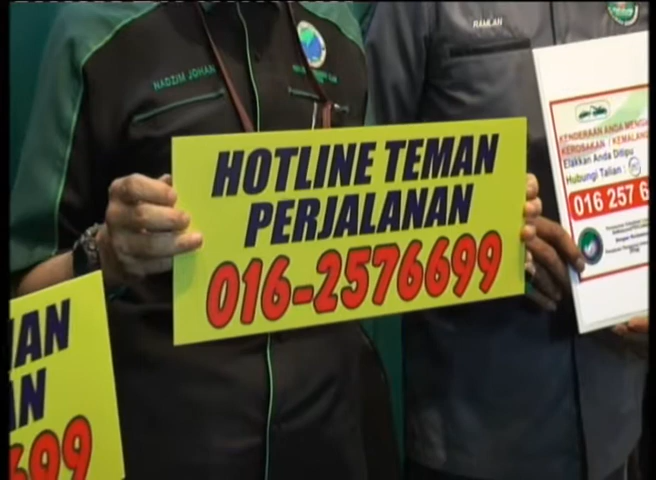 NADZIM JOHAN
RAMLAN
HOTLINE TEMAN
PERJALANAN
016-2576699
KENDERAAN ANDA
KEROSAKAN / KEMALANG
Elakkan Anda Ditipu
Hubungi Talian :
016 257 6
AN
AN
699